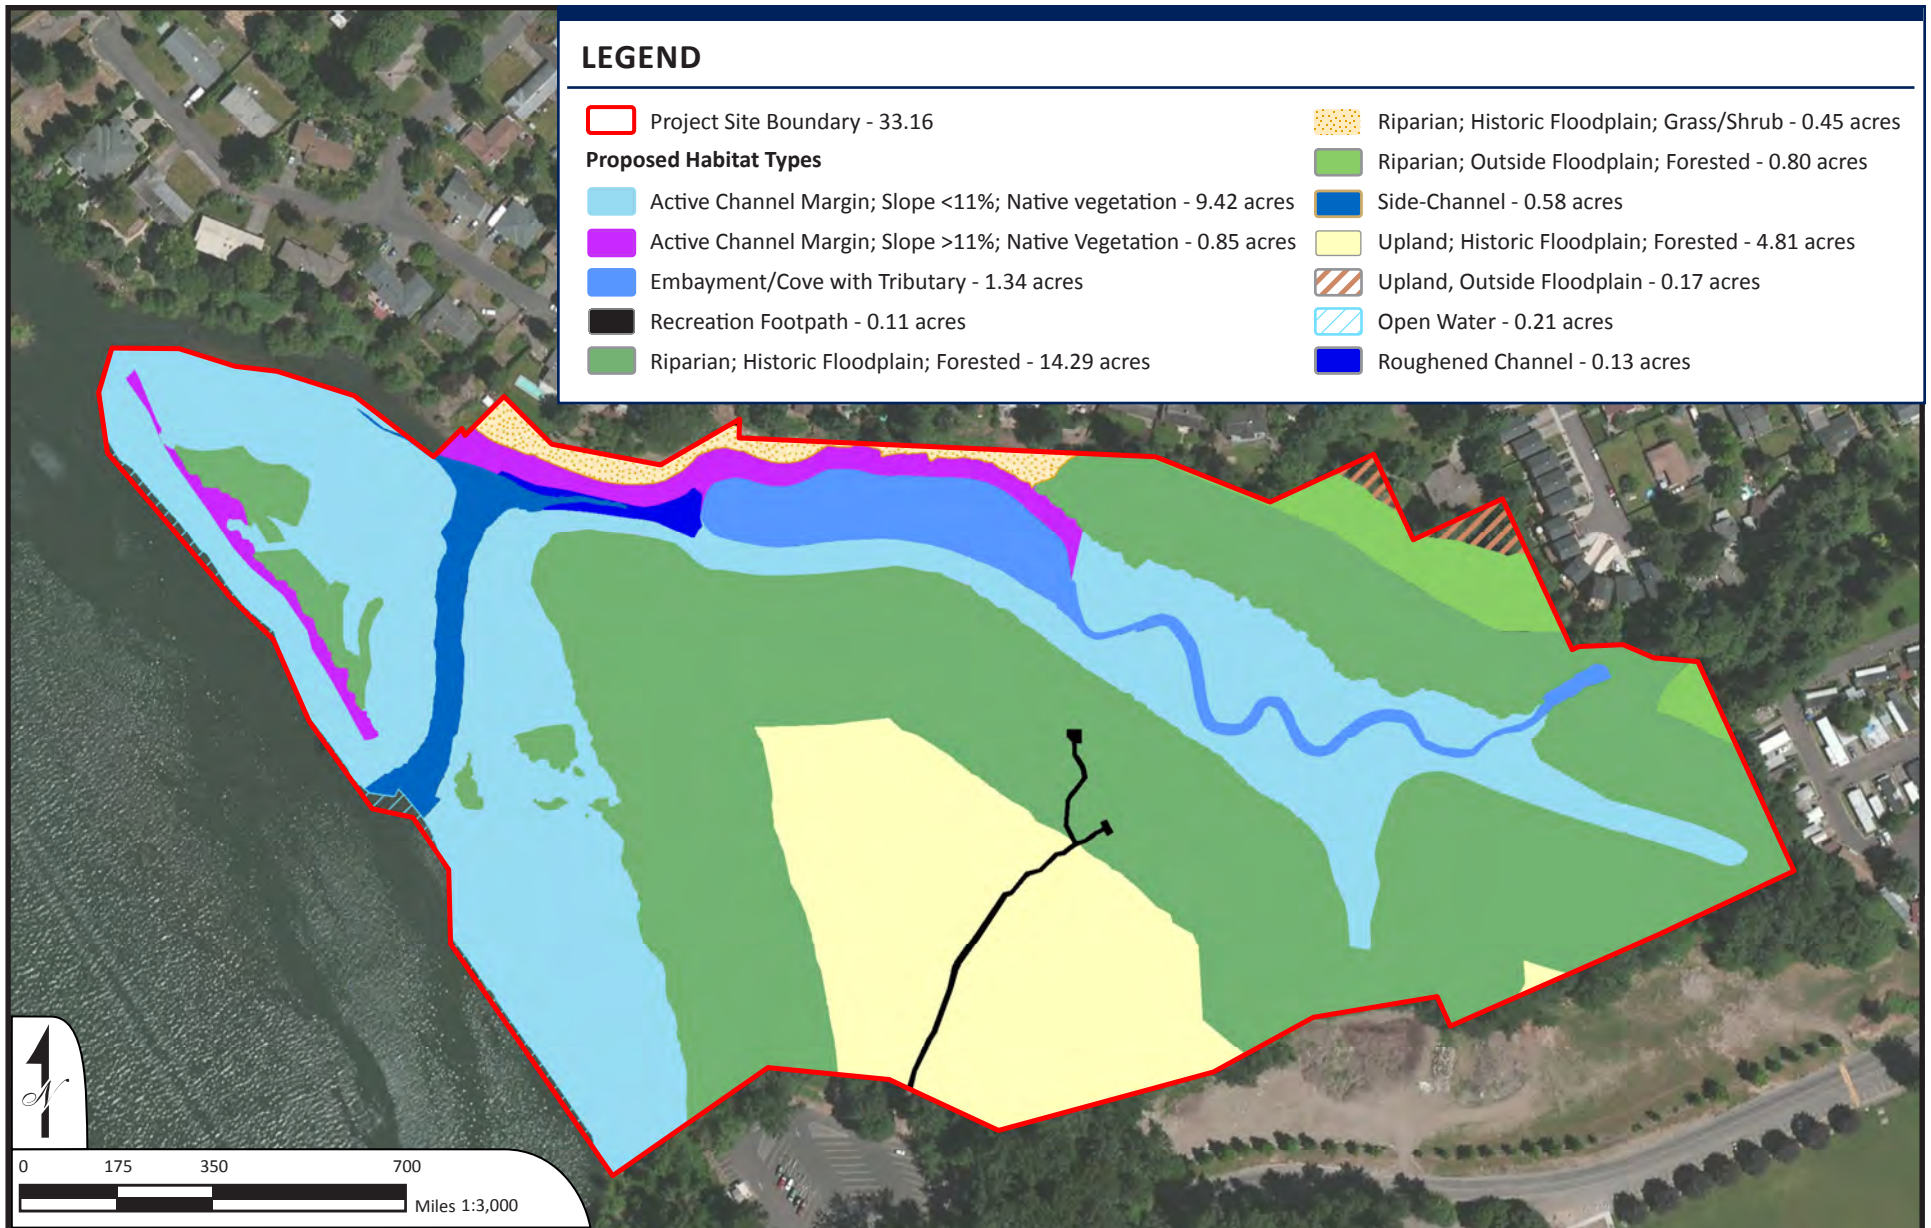 LEGEND
Project Site Boundary - 33.16
Proposed Habitat Types
Active Channel Margin; Slope <11%; Native vegetation - 9.42 acres
Active Channel Margin; Slope >11%; Native Vegetation - 0.85 acres
Embayment/Cove with Tributary - 1.34 acres
Recreation Footpath - 0.11 acres
Riparian; Historic Floodplain; Forested - 14.29 acres
Riparian; Historic Floodplain; Grass/Shrub - 0.45 acres
Riparian; Outside Floodplain; Forested - 0.80 acres
Side-Channel - 0.58 acres
Upland; Historic Floodplain; Forested - 4.81 acres
Upland, Outside Floodplain - 0.17 acres
Open Water - 0.21 acres
Roughened Channel - 0.13 acres
N
0 175 350 700
Miles 1:3,000